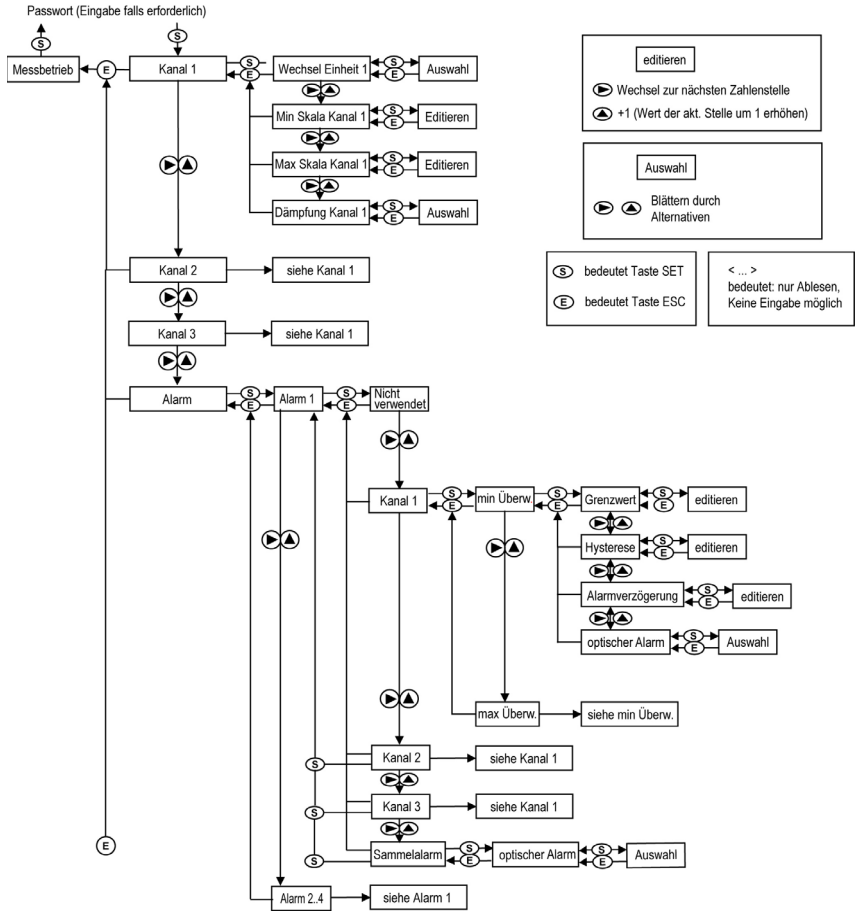 Passwort (Eingabe falls erforderlich)
S
S
Messbetrieb
E
Kanal 1
S
E
Wechsel Einheit 1
S
E
Auswahl
Min Skala Kanal 1
S
E
Editieren
Max Skala Kanal 1
S
E
Editieren
Dämpfung Kanal 1
S
E
Auswahl
editieren
Wechsel zur nächsten Zahlenstelle
+1 (Wert der akt. Stelle um 1 erhöhen)
Auswahl
Blättern durch
Alternativen
S bedeutet Taste SET
E bedeutet Taste ESC
< ... >
bedeutet: nur Ablesen,
Keine Eingabe möglich
Kanal 2
siehe Kanal 1
Kanal 3
siehe Kanal 1
Alarm
S
E
Alarm 1
S
E
Nicht
verwendet
Kanal 1
S
E
min Überw.
S
E
Grenzwert
S
E
editieren
Hysterese
S
E
editieren
Alarmverzögerung
S
E
editieren
optischer Alarm
S
E
Auswahl
max Überw.
siehe min Überw.
S
Kanal 2
siehe Kanal 1
S
Kanal 3
siehe Kanal 1
E
S
Sammelalarm
S
E
optischer Alarm
S
E
Auswahl
Alarm 2..4
siehe Alarm 1